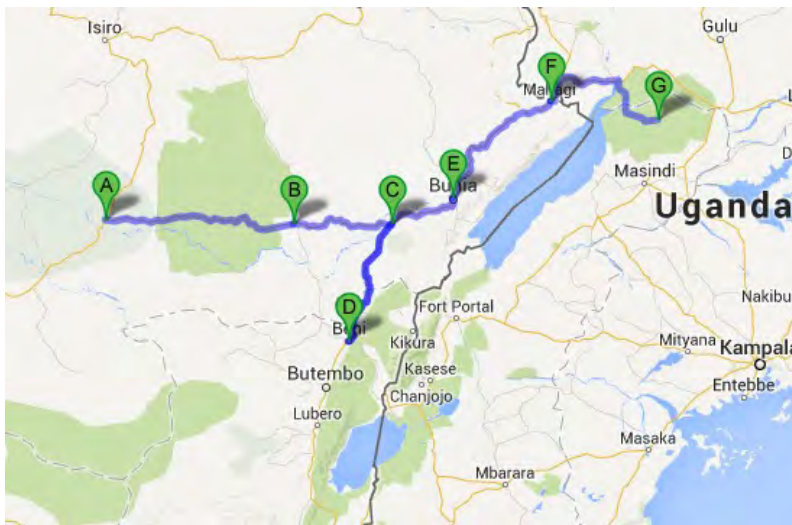 Isiro
Gulu
F
Mahagi
G
A
Masindi
E
B
C
Bunia
Uganda
D
Fort Portal
Nakibu
Beni
Kikura
Mityana
Kampala
Butembo
Kasese
Chanjojo
Entebbe
Lubero
Masaka
Mbarara